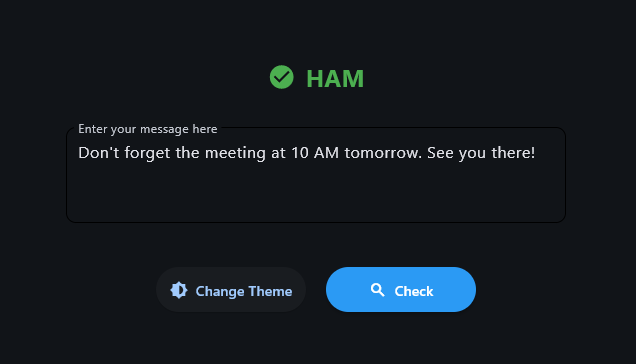 HAM
Enter your message here
Don't forget the meeting at 10 AM tomorrow. See you there!
Change Theme
Check